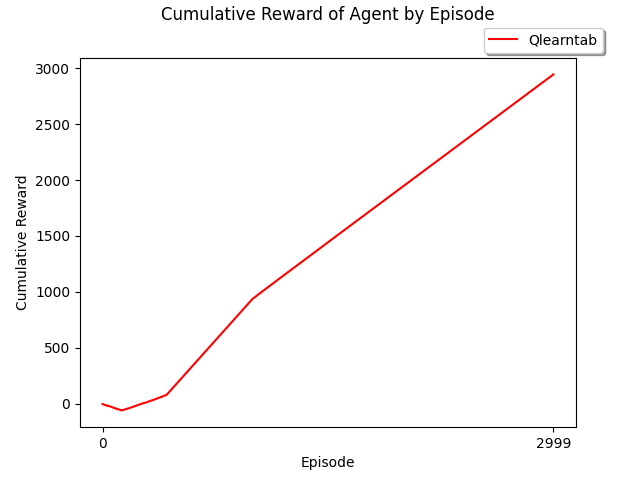 Cumulative Reward of Agent by Episode
Qlearntab
3000
2500
2000
1500
1000
500
0
Cumulative Reward
0
2999
Episode